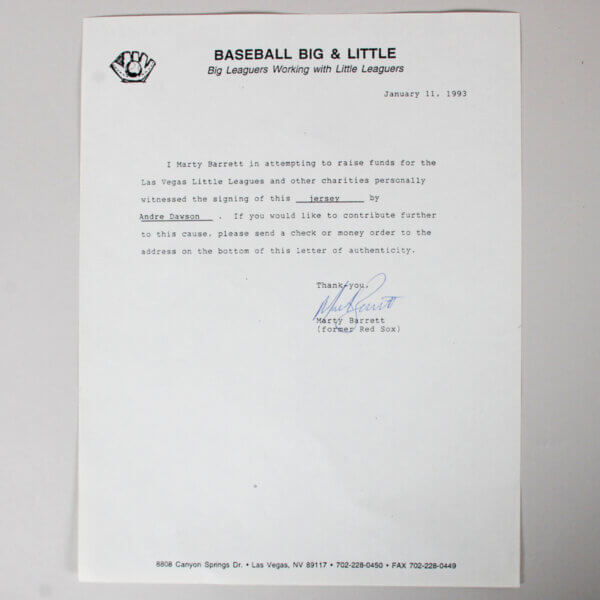 BASEBALL BIG & LITTLE
Big Leaguers Working with Little Leaguers
January 11, 1993
I Marty Barrett in attempting to raise funds for the
Las Vegas Little Leagues and other charities personally
witnessed the signing of this jersey by
Andre Dawson . If you would like to contribute further
to this cause, please send a check or money order to the
address on the bottom of this letter of authenticity.
Thank-you,
Marty Barrett
Marty Barrett
(former Red Sox)
8808 Canyon Springs Dr. • Las Vegas, NV 89117 • 702-228-0450 • FAX 702-228-0449